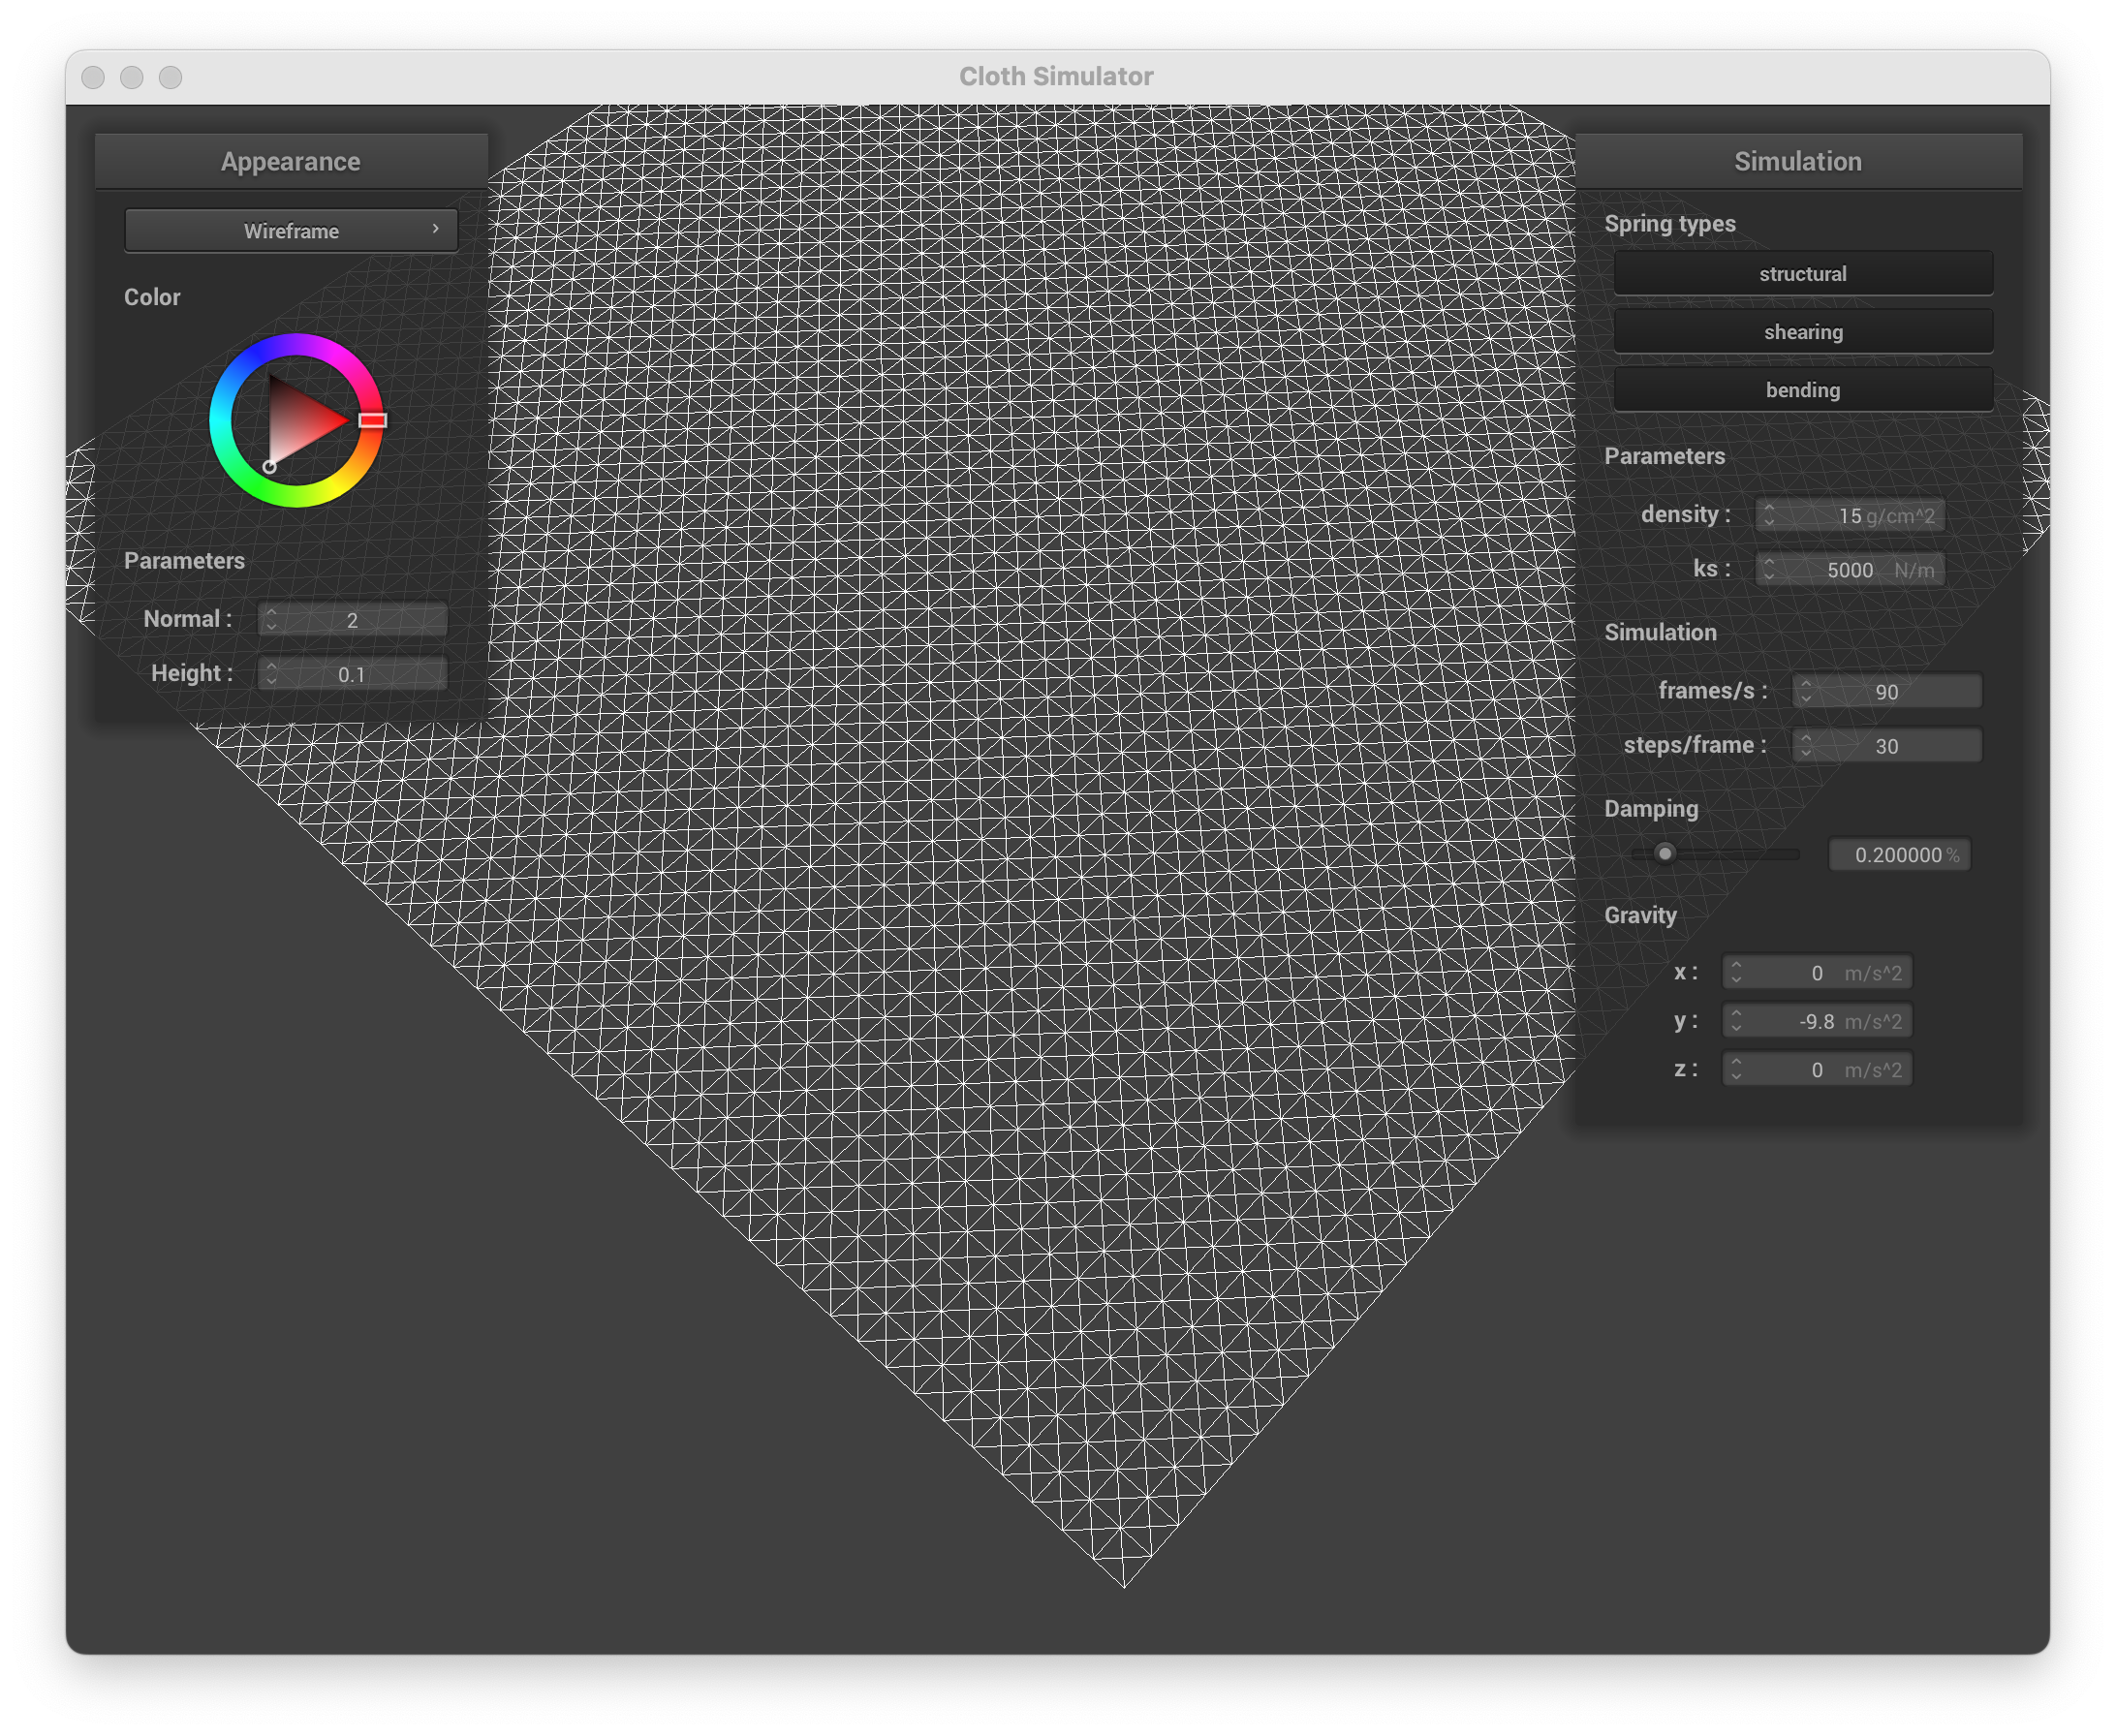 Cloth Simulator
Appearance
Wireframe
Color
Parameters
Normal : 2
Height : 0.1
Simulation
Spring types
structural
shearing
bending
Parameters
density : 15 g/cm^2
ks : 5000 N/m
Simulation
frames/s : 90
steps/frame : 30
Damping
0.200000 %
Gravity
x : 0 m/s^2
y : -9.8 m/s^2
z : 0 m/s^2